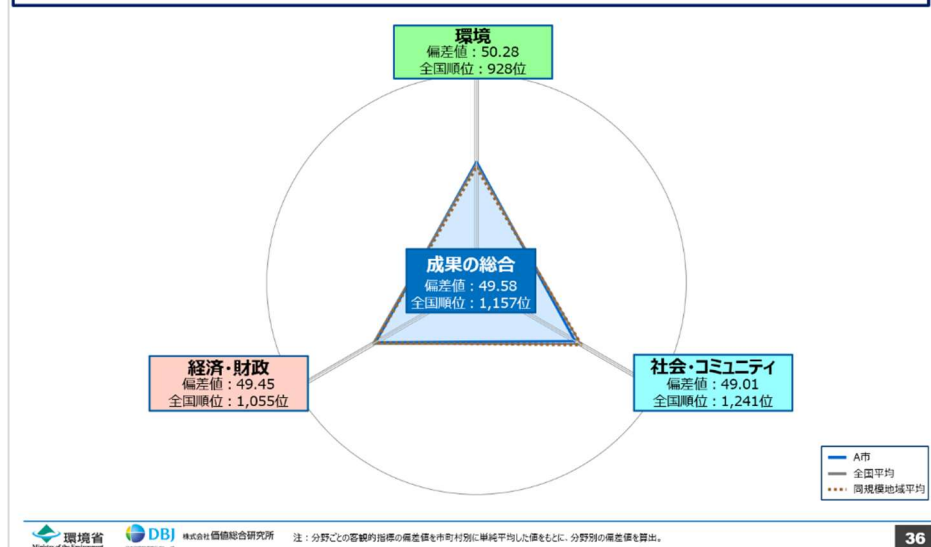 環境
偏差値：50.28
全国順位：928位
成果の総合
偏差値：49.58
全国順位：1,157位
経済・財政
偏差値：49.45
全国順位：1,055位
社会・コミュニティ
偏差値：49.01
全国順位：1,241位
A市
全国平均
同規模地域平均
環境省
DBJ 株式会社価値総合研究所
注：分野ごとの客観的指標の偏差値を市町村別に単純平均した値をもとに、分野別の偏差値を算出。
36